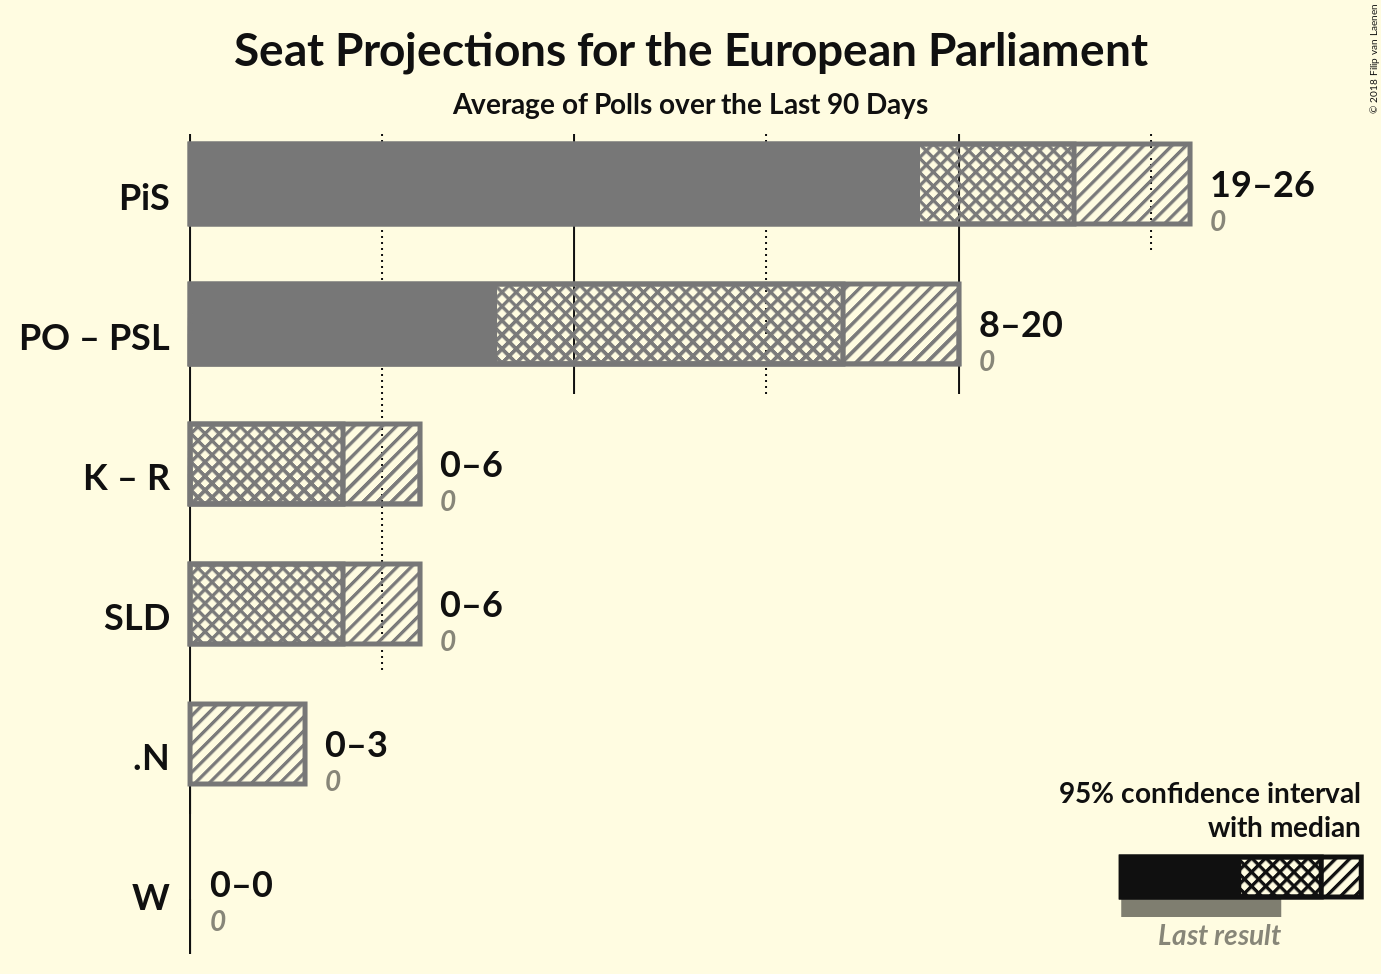 Seat Projections for the European Parliament
Average of Polls over the Last 90 Days
© 2018 Filip van Laenen
PiS
19–26
0
PO – PSL
8–20
0
K – R
0–6
0
SLD
0–6
0
.N
0–3
0
W
0–0
0
95% confidence interval
with median
Last result